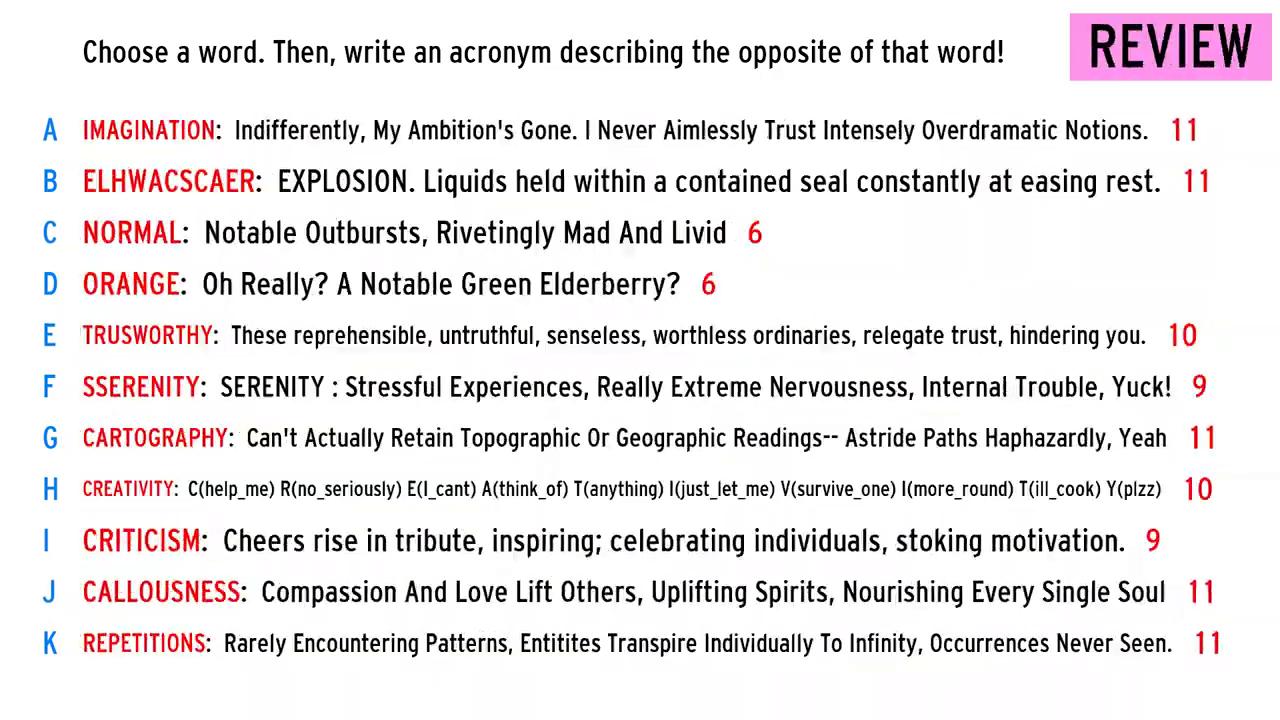 Choose a word. Then, write an acronym describing the opposite of that word!
REVIEW
A IMAGINATION: Indifferently, My Ambition's Gone. I Never Aimlessly Trust Intensely Overdramatic Notions. 11
B ELHWACSCAER: EXPLOSION. Liquids held within a contained seal constantly at easing rest. 11
C NORMAL: Notable Outbursts, Rivetingly Mad And Livid 6
D ORANGE: Oh Really? A Notable Green Elderberry? 6
E TRUSWORTHY: These reprehensible, untruthful, senseless, worthless ordinaries, relegate trust, hindering you. 10
F SSERENITY: SERENITY : Stressful Experiences, Really Extreme Nervousness, Internal Trouble, Yuck! 9
G CARTOGRAPHY: Can't Actually Retain Topographic Or Geographic Readings-- Astride Paths Haphazardly, Yeah 11
H CREATIVITY: C(help_me) R(no_seriously) E(I_cant) A(think_of) T(anything) I(just_let_me) V(survive_one) I(more_round) T(ill_cook) Y(plzz) 10
I CRITICISM: Cheers rise in tribute, inspiring; celebrating individuals, stoking motivation. 9
J CALLOUSNESS: Compassion And Love Lift Others, Uplifting Spirits, Nourishing Every Single Soul 11
K REPETITIONS: Rarely Encountering Patterns, Entitites Transpire Individually To Infinity, Occurrences Never Seen. 11